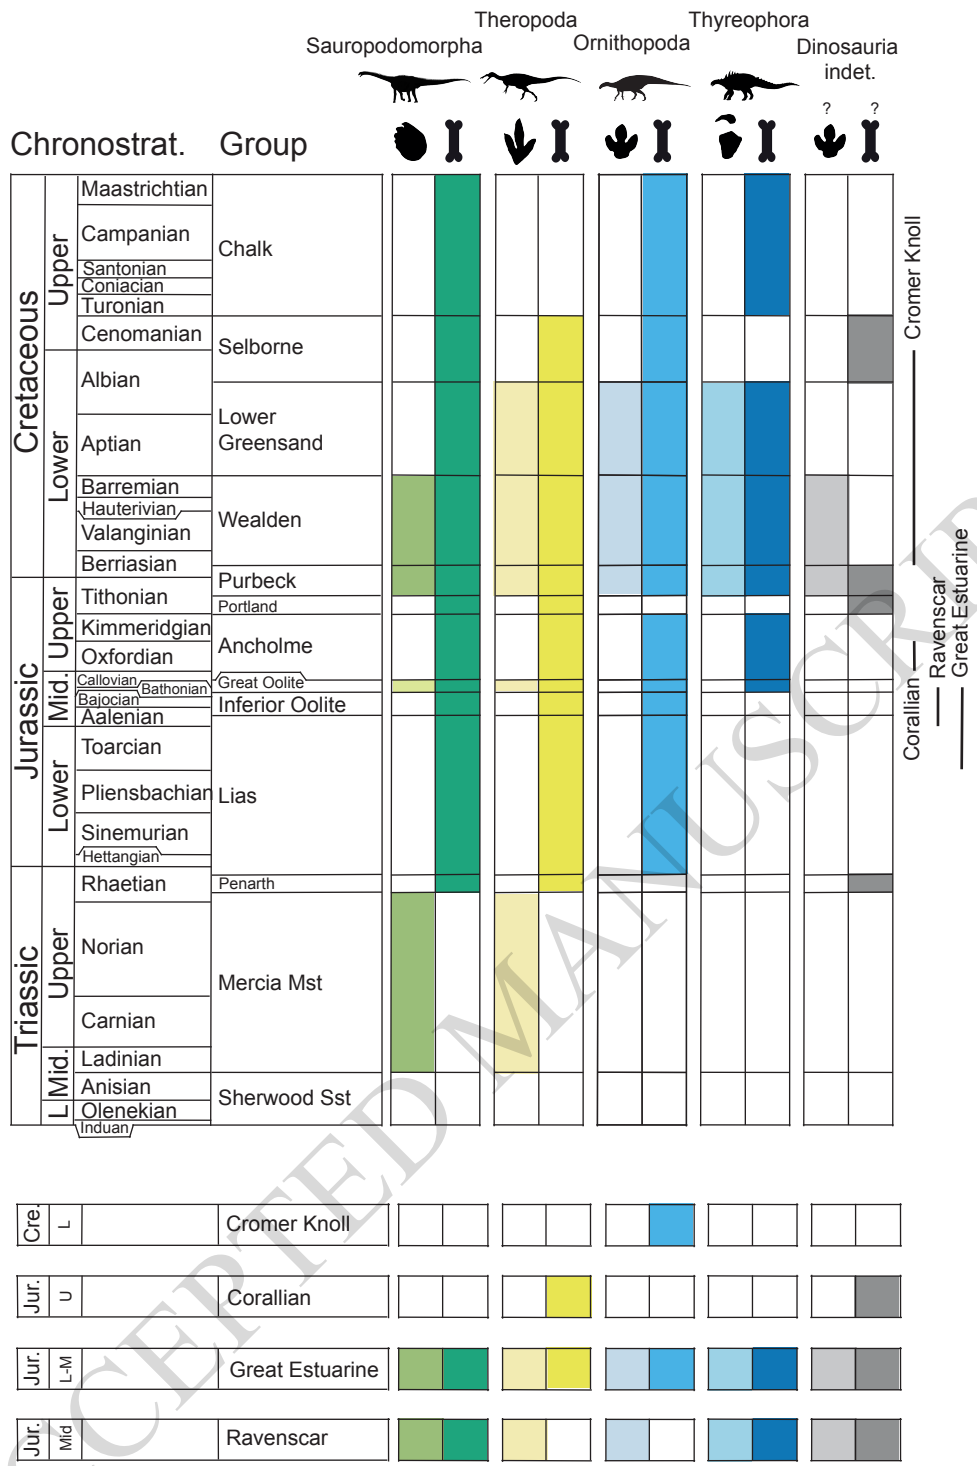 Theropoda
Thyreophora
Sauropodomorpha
Ornithopoda
Dinosauria
indet.
? ?
Chronostrat. Group
Cretaceous
Upper
Lower
Maastrichtian
Campanian
Santonian
Coniacian
Turonian
Cenomanian
Albian
Aptian
Barremian
Hauterivian
Valanginian
Berriasian
Jurassic
Upper
Mid.
Lower
Tithonian
Kimmeridgian
Oxfordian
Callovian
Bathonian
Bajocian
Aalenian
Toarcian
Pliensbachian
Sinemurian
Hettangian
Triassic
Upper
Mid.
L
Rhaetian
Norian
Carnian
Ladinian
Anisian
Olenekian
Induan
Chalk
Selborne
Lower
Greensand
Wealden
Purbeck
Portland
Ancholme
Great Oolite
Inferior Oolite
Lias
Penarth
Mercia Mst
Sherwood Sst
Cromer Knoll
Corallian
Ravenscar
Great Estuarine
Cre. L Cromer Knoll
Jur. U Corallian
Jur. L-M Great Estuarine
Jur. Mid Ravenscar
CCEPTED MANUSCRIP